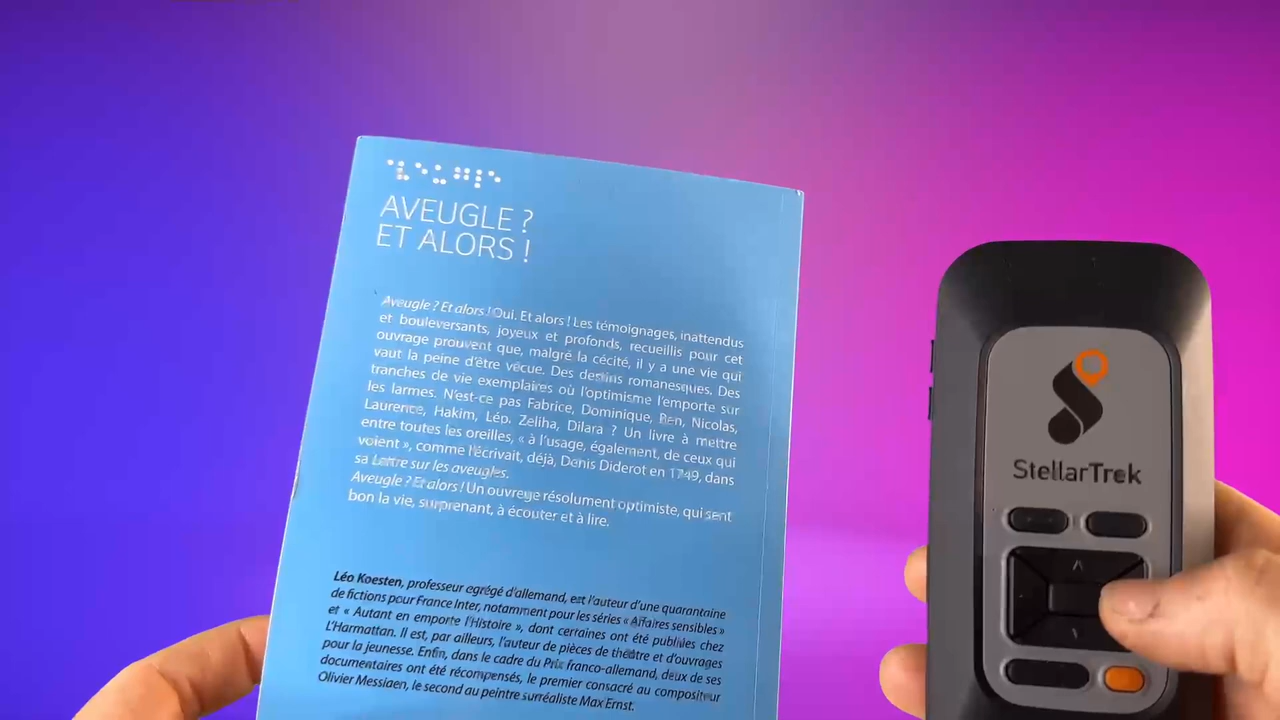 AVEUGLE ?
ET ALORS !
Aveugle ? Et alors ! Oui. Et alors ! Les témoignages, inattendus
et bouleversants, joyeux et profonds, recueillis pour cet
ouvrage prouvent que, malgré la cécité, il y a une vie qui
vaut la peine d'être vécue. Des destins romanesques. Des
tranches de vie exemplaires où l'optimisme l'emporte sur
les larmes. N'est-ce pas Fabrice, Dominique, Ben, Nicolas,
Laurence, Hakim, Léo, Zeliha, Dilara ? Un livre à mettre
entre toutes les oreilles, « à l'usage, également, de ceux qui
voient », comme l'écrivait, déjà, Denis Diderot en 1749, dans
sa Lettre sur les aveugles.
Aveugle ? Et alors ! Un ouvrage résolument optimiste, qui sent
bon la vie, surprenant, à écouter et à lire.
Léo Koesten, professeur agrégé d'allemand, est l'auteur d'une quarantaine
de fictions pour France Inter, notamment pour les séries « Affaires sensibles »
et « Autant en emporte l'Histoire », dont certaines ont été publiées chez
L'Harmattan. Il est, par ailleurs, l'auteur de pièces de théâtre et d'ouvrages
pour la jeunesse. Enfin, dans le cadre du Prix franco-allemand, deux de ses
documentaires ont été récompensés, le premier consacré au compositeur
Olivier Messiaen, le second au peintre surréaliste Max Ernst.
StellarTrek